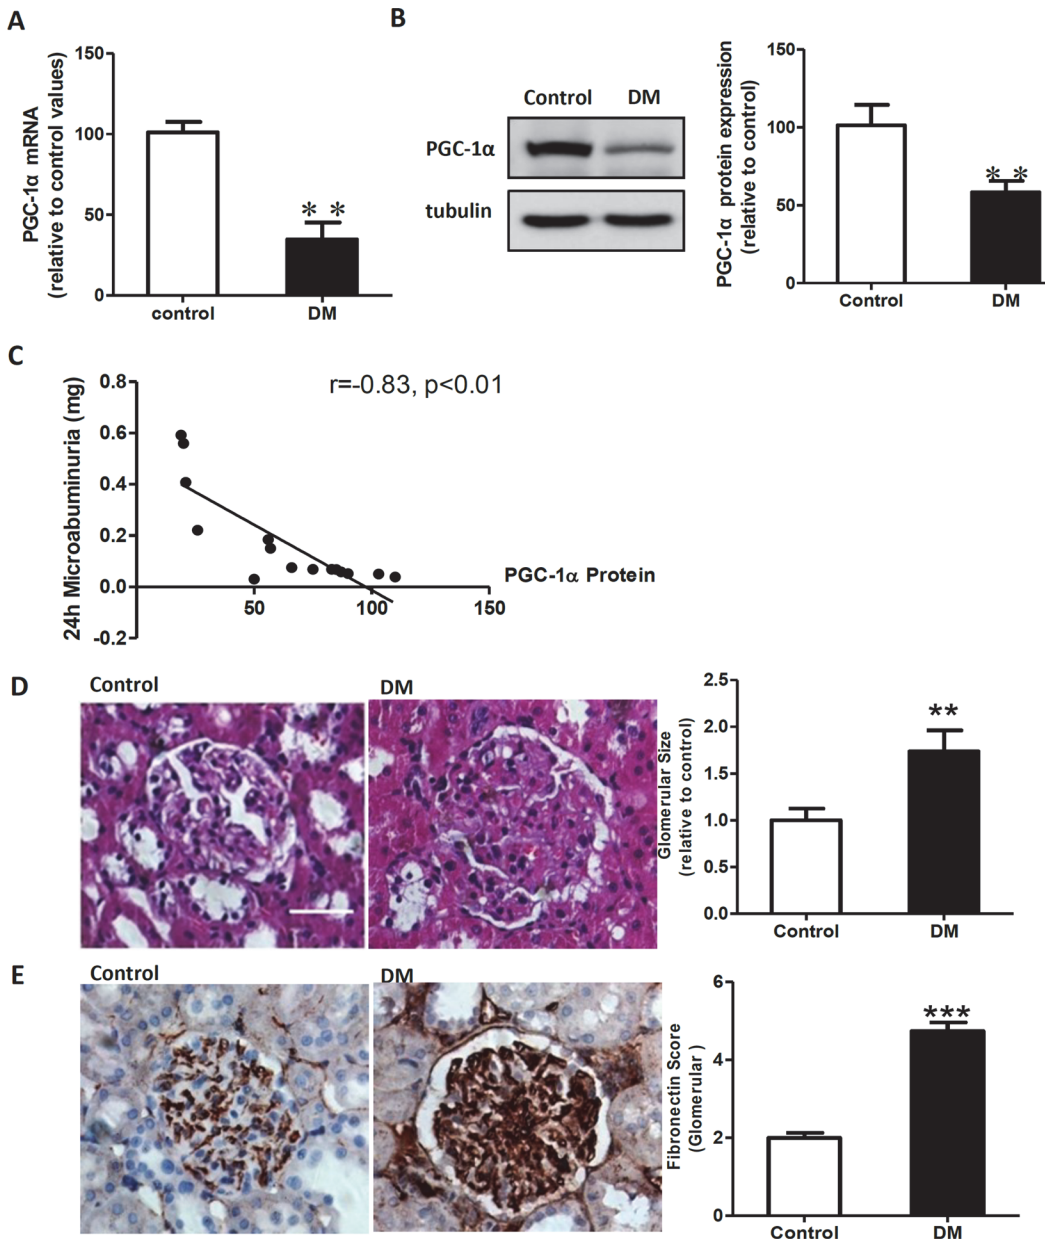 A
PGC-1α mRNA
(relative to control values)
150
100
50
0
* *
control
DM
B
Control
DM
PGC-1α
tubulin
PGC-1α protein expression
(relative to control)
150
100
50
0
* *
Control
DM
C
24h Microabuminuria (mg)
0.8
0.6
0.4
0.2
0.0
-0.2
r=-0.83, p<0.01
PGC-1α Protein
50
100
150
D
Control
DM
Glomerular Size
(relative to control)
2.5
2.0
1.5
1.0
0.5
0.0
**
Control
DM
E
Control
DM
Fibronectin Score
(Glomerular )
6
4
2
0
***
Control
DM